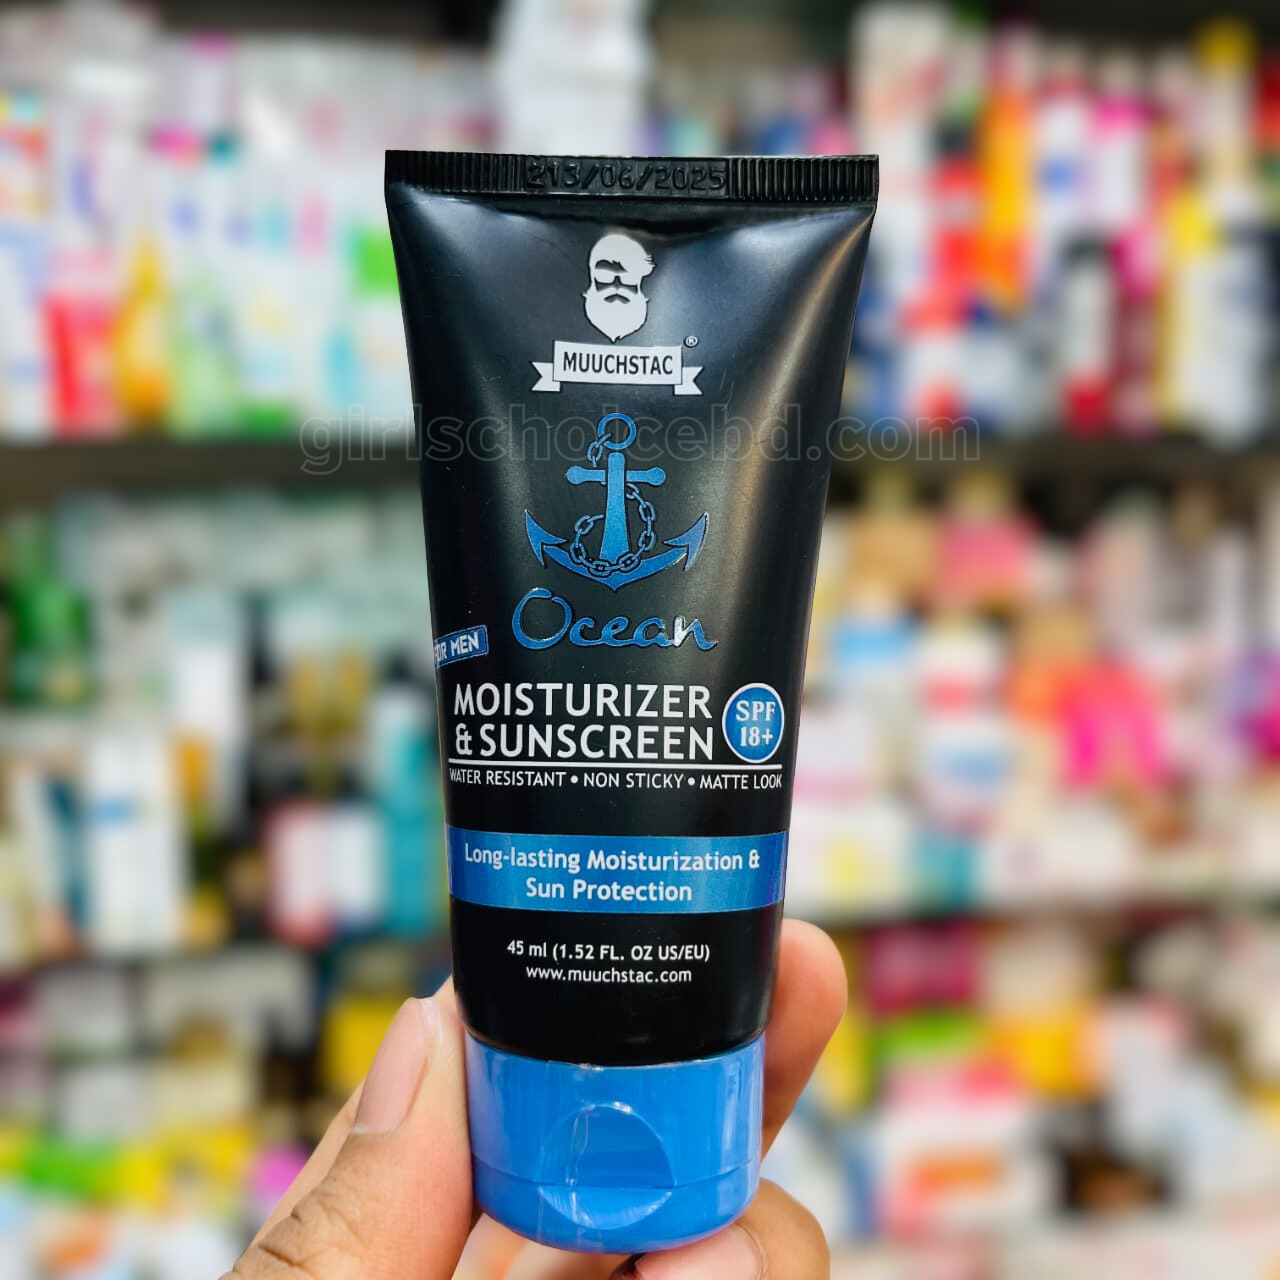 213/06/2025
MUUCHSTAC
®
girlschoicebd.com
Ocean
FOR MEN
MOISTURIZER
& SUNSCREEN
SPF
18+
WATER RESISTANT • NON STICKY • MATTE LOOK
Long-lasting Moisturization &
Sun Protection
45 ml (1.52 FL. OZ US/EU)
www.muuchstac.com